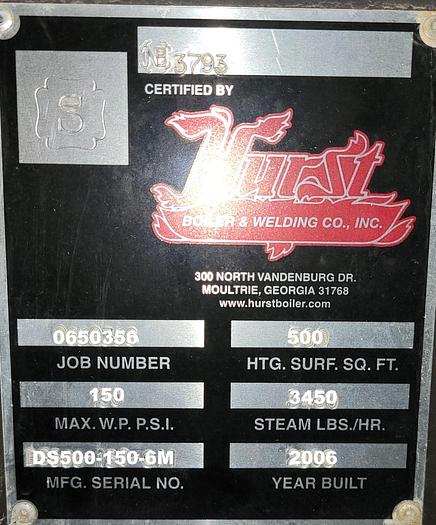 NB 3793
S
CERTIFIED BY
Hurst
BOILER & WELDING CO., INC.
300 NORTH VANDENBURG DR.
MOULTRIE, GEORGIA 31768
www.hurstboiler.com
0650356 500
JOB NUMBER HTG. SURF. SQ. FT.
150 3450
MAX. W.P. P.S.I. STEAM LBS./HR.
DS500-150-6M 2006
MFG. SERIAL NO. YEAR BUILT